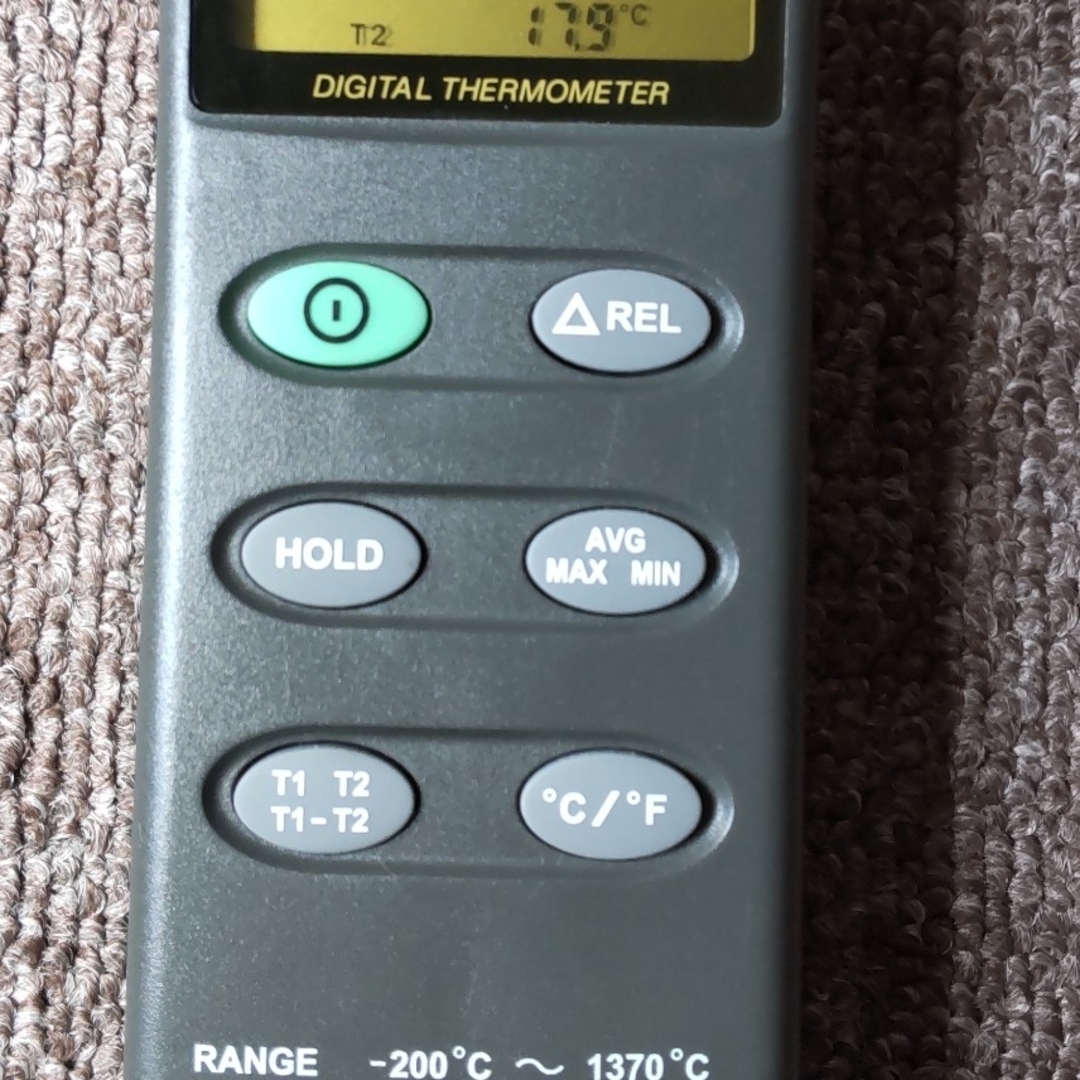 T2 17.9°C
DIGITAL THERMOMETER
△ REL
HOLD
AVG
MAX MIN
T1 T2
T1-T2
°C/°F
RANGE -200°C ~ 1370°C